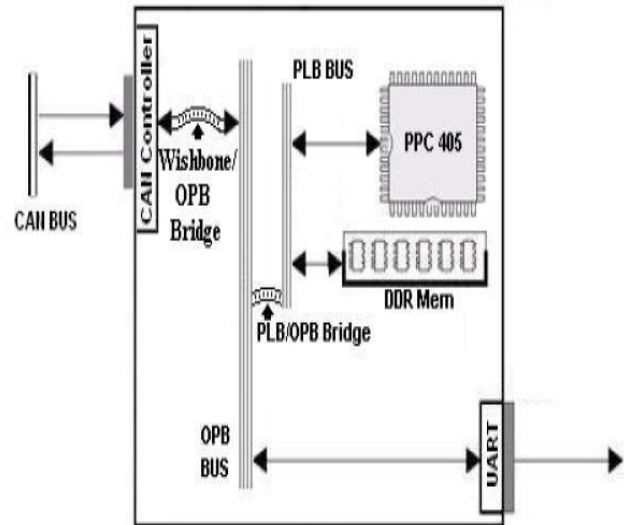 CAN BUS
CAN Controller
Wishbone/
OPB
Bridge
PLB BUS
PPC 405
DDR Mem
PLB/OPB Bridge
OPB
BUS
UART